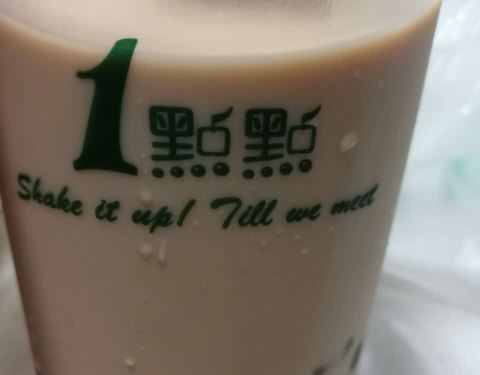 1點點
Shake it up! Till we meet